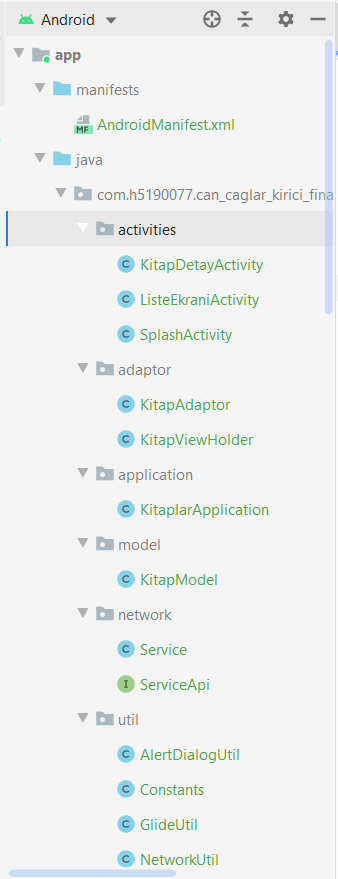 Android
app
manifests
MF AndroidManifest.xml
java
com.h5190077.can_caglar_kirici_fina
activities
C KitapDetayActivity
C ListeEkraniActivity
C SplashActivity
adaptor
C KitapAdaptor
C KitapViewHolder
application
C KitaplarApplication
model
C KitapModel
network
C Service
I ServiceApi
util
C AlertDialogUtil
C Constants
C GlideUtil
C NetworkUtil